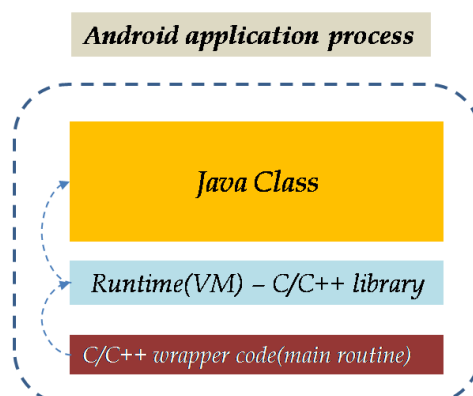 Android application process
Java Class
Runtime(VM) – C/C++ library
C/C++ wrapper code(main routine)